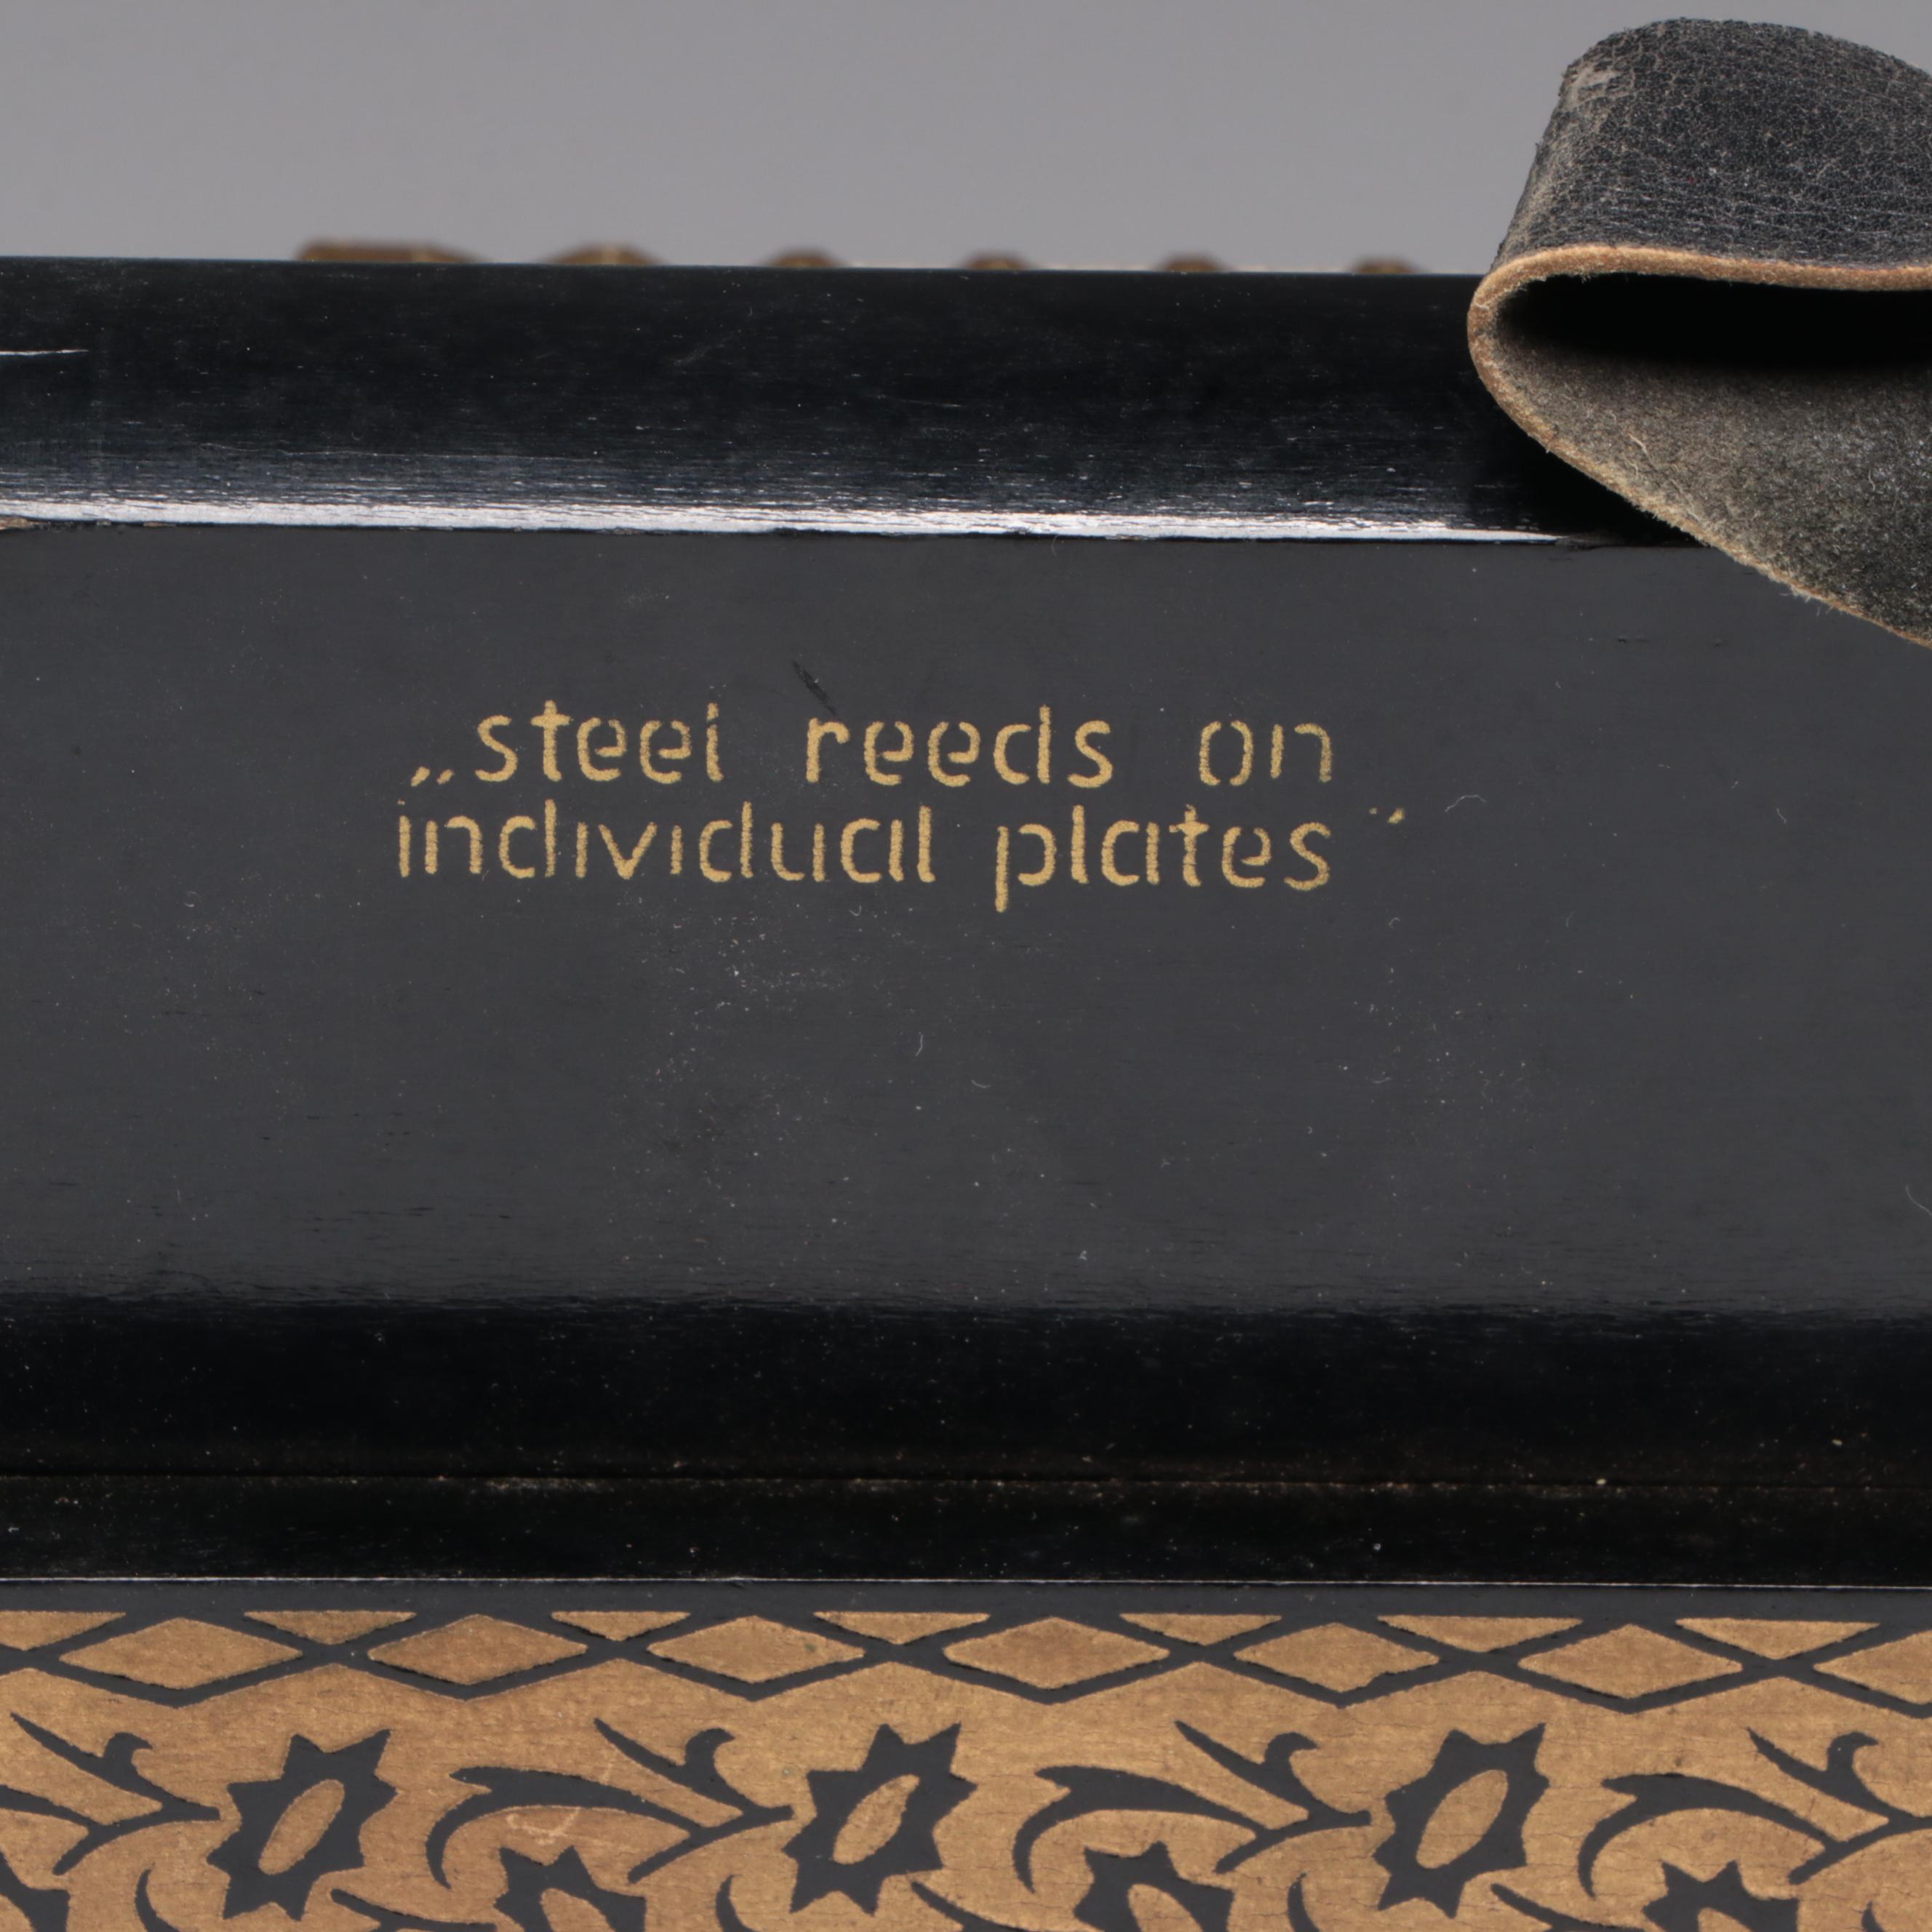 „steel reeds on
individual plates“